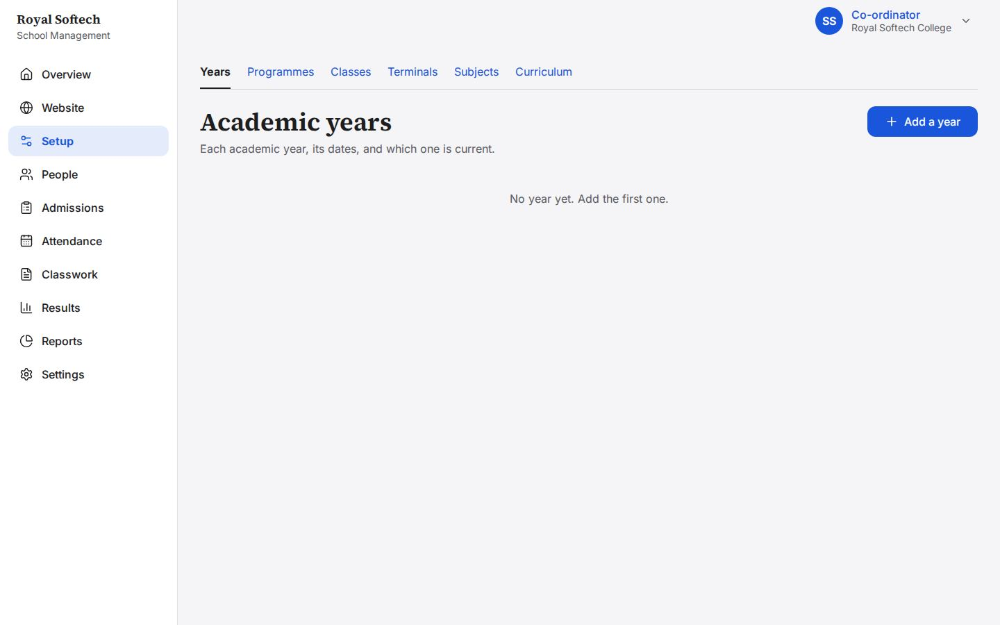 Royal Softech
School Management
Overview
Website
Setup
People
Admissions
Attendance
Classwork
Results
Reports
Settings
SS
Co-ordinator
Royal Softech College
Years Programmes Classes Terminals Subjects Curriculum
Academic years
Add a year
Each academic year, its dates, and which one is current.
No year yet. Add the first one.